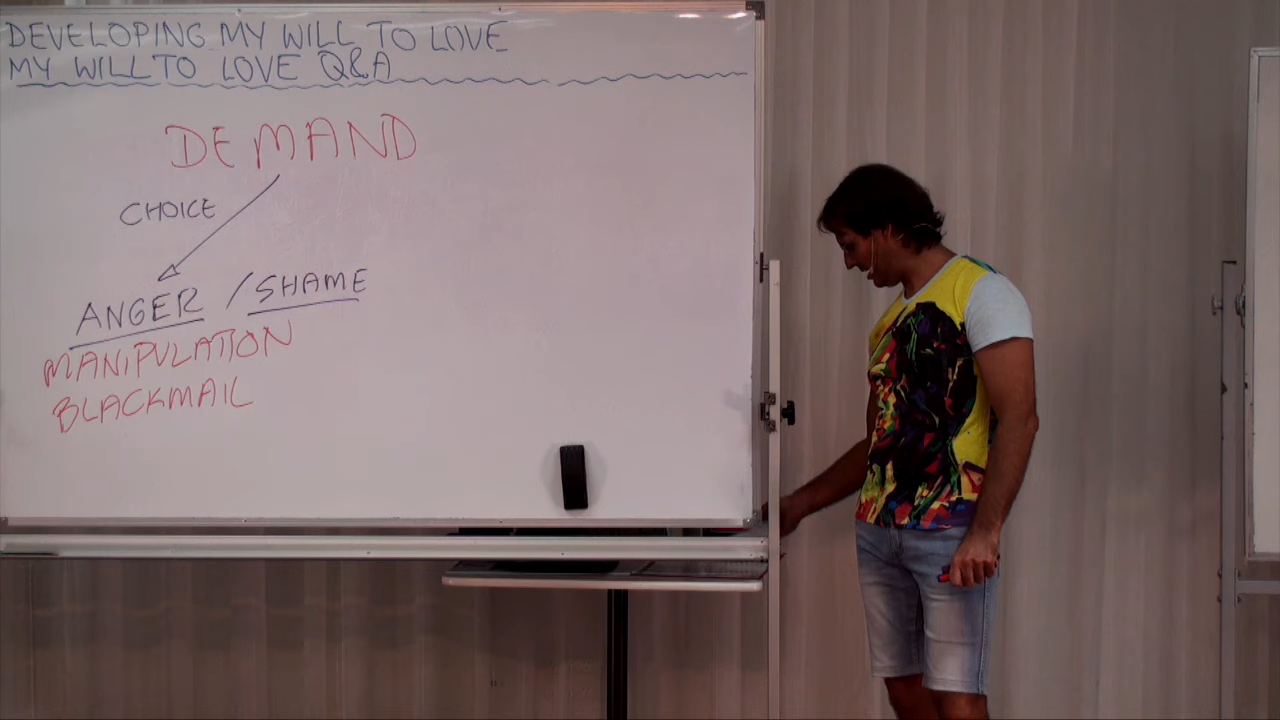 DEVELOPING MY WILL TO LOVE
MY WILL TO LOVE Q&A
DEMAND
CHOICE
ANGER / SHAME
MANIPULATION
BLACKMAIL